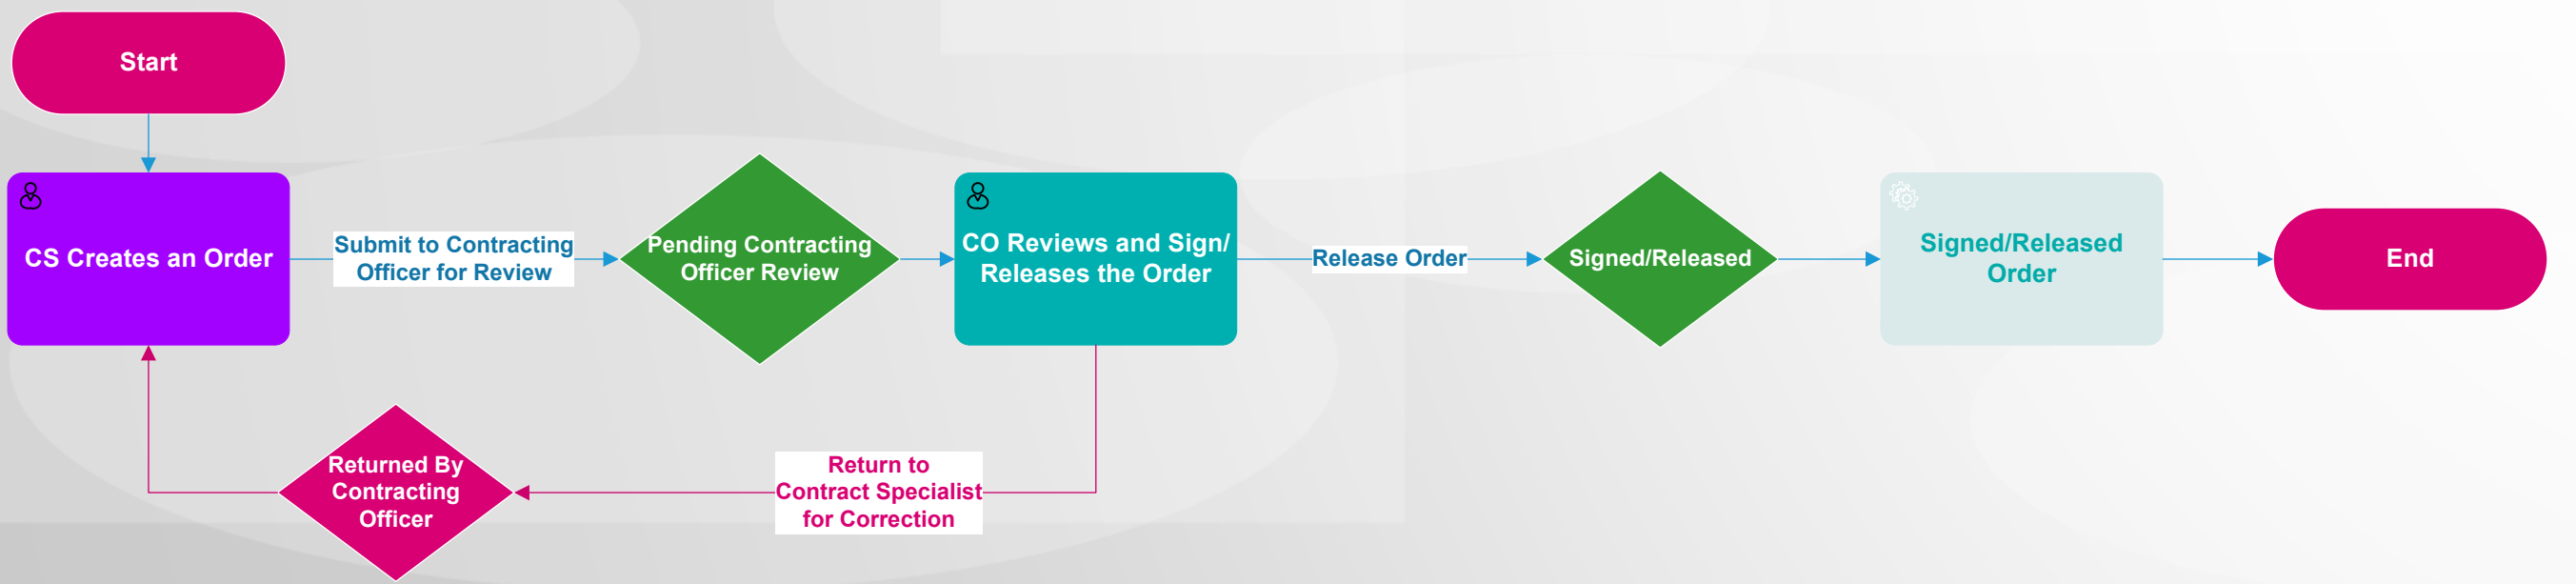 Start
CS Creates an Order
Submit to Contracting
Officer for Review
Pending Contracting
Officer Review
CO Reviews and Sign/
Releases the Order
Release Order
Signed/Released
Signed/Released
Order
End
Return to
Contract Specialist
for Correction
Returned By
Contracting
Officer